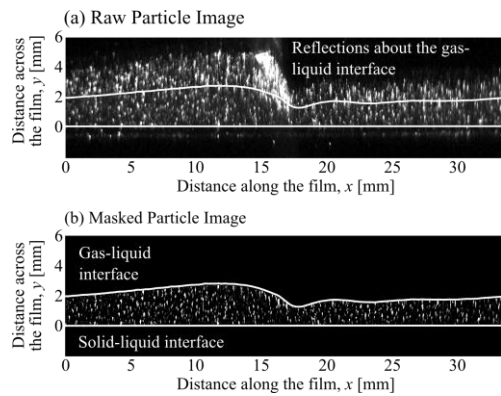 (a) Raw Particle Image
Distance across
the film, y [mm]
6
4
2
0
Reflections about the gas-
liquid interface
0 5 10 15 20 25 30
Distance along the film, x [mm]
(b) Masked Particle Image
Distance across
the film, y [mm]
6
4
2
0
Gas-liquid
interface
Solid-liquid interface
0 5 10 15 20 25 30
Distance along the film, x [mm]